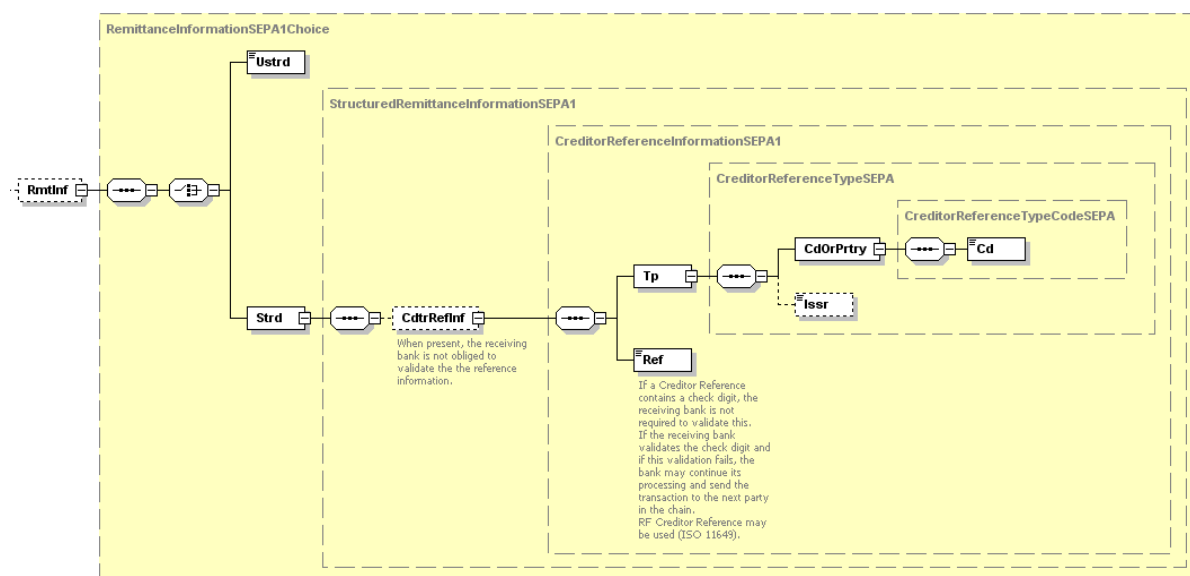 RemittanceInformationSEPA1Choice
Ustrd
StructuredRemittanceInformationSEPA1
CreditorReferenceInformationSEPA1
CreditorReferenceTypeSEPA
RmtInf
CreditorReferenceTypeCodeSEPA
CdOrPrtry
Cd
Tp
Issr
Strd
CdtrRefInf
When present, the receiving
bank is not obliged to
validate the the reference
information.
Ref
If a Creditor Reference
contains a check digit, the
receiving bank is not
required to validate this.
If the receiving bank
validates the check digit and
if this validation fails, the
bank may continue its
processing and send the
transaction to the next party
in the chain.
RF Creditor Reference may
be used (ISO 11649).